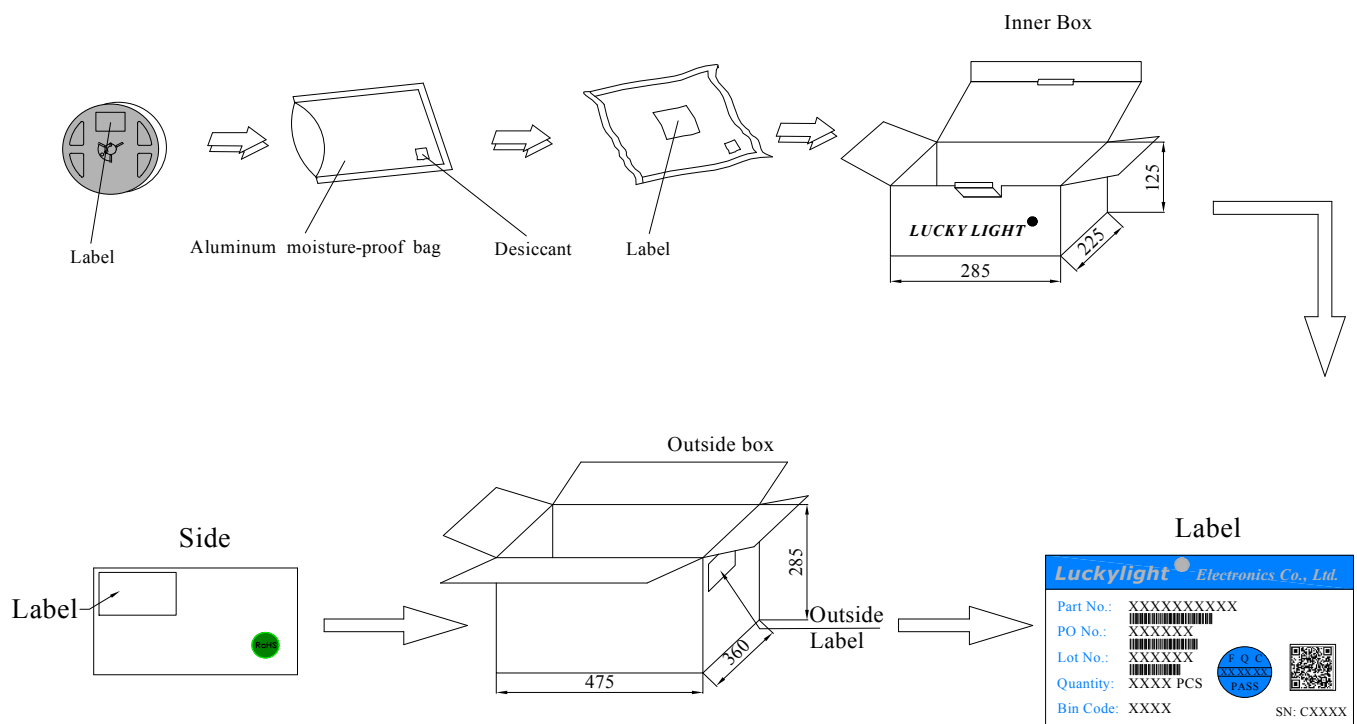 Inner Box
Label
Aluminum moisture-proof bag
Desiccant
Label
LUCKY LIGHT
125
225
285
Outside box
Side
Label
RoHS
285
Outside
Label
360
475
Label
Luckylight Electronics Co., Ltd.
Part No.: XXXXXXXXXX
PO No.: XXXXXX
Lot No.: XXXXXX
Quantity: XXXX PCS
Bin Code: XXXX
F Q C
XXXXXX
PASS
SN: CXXXX